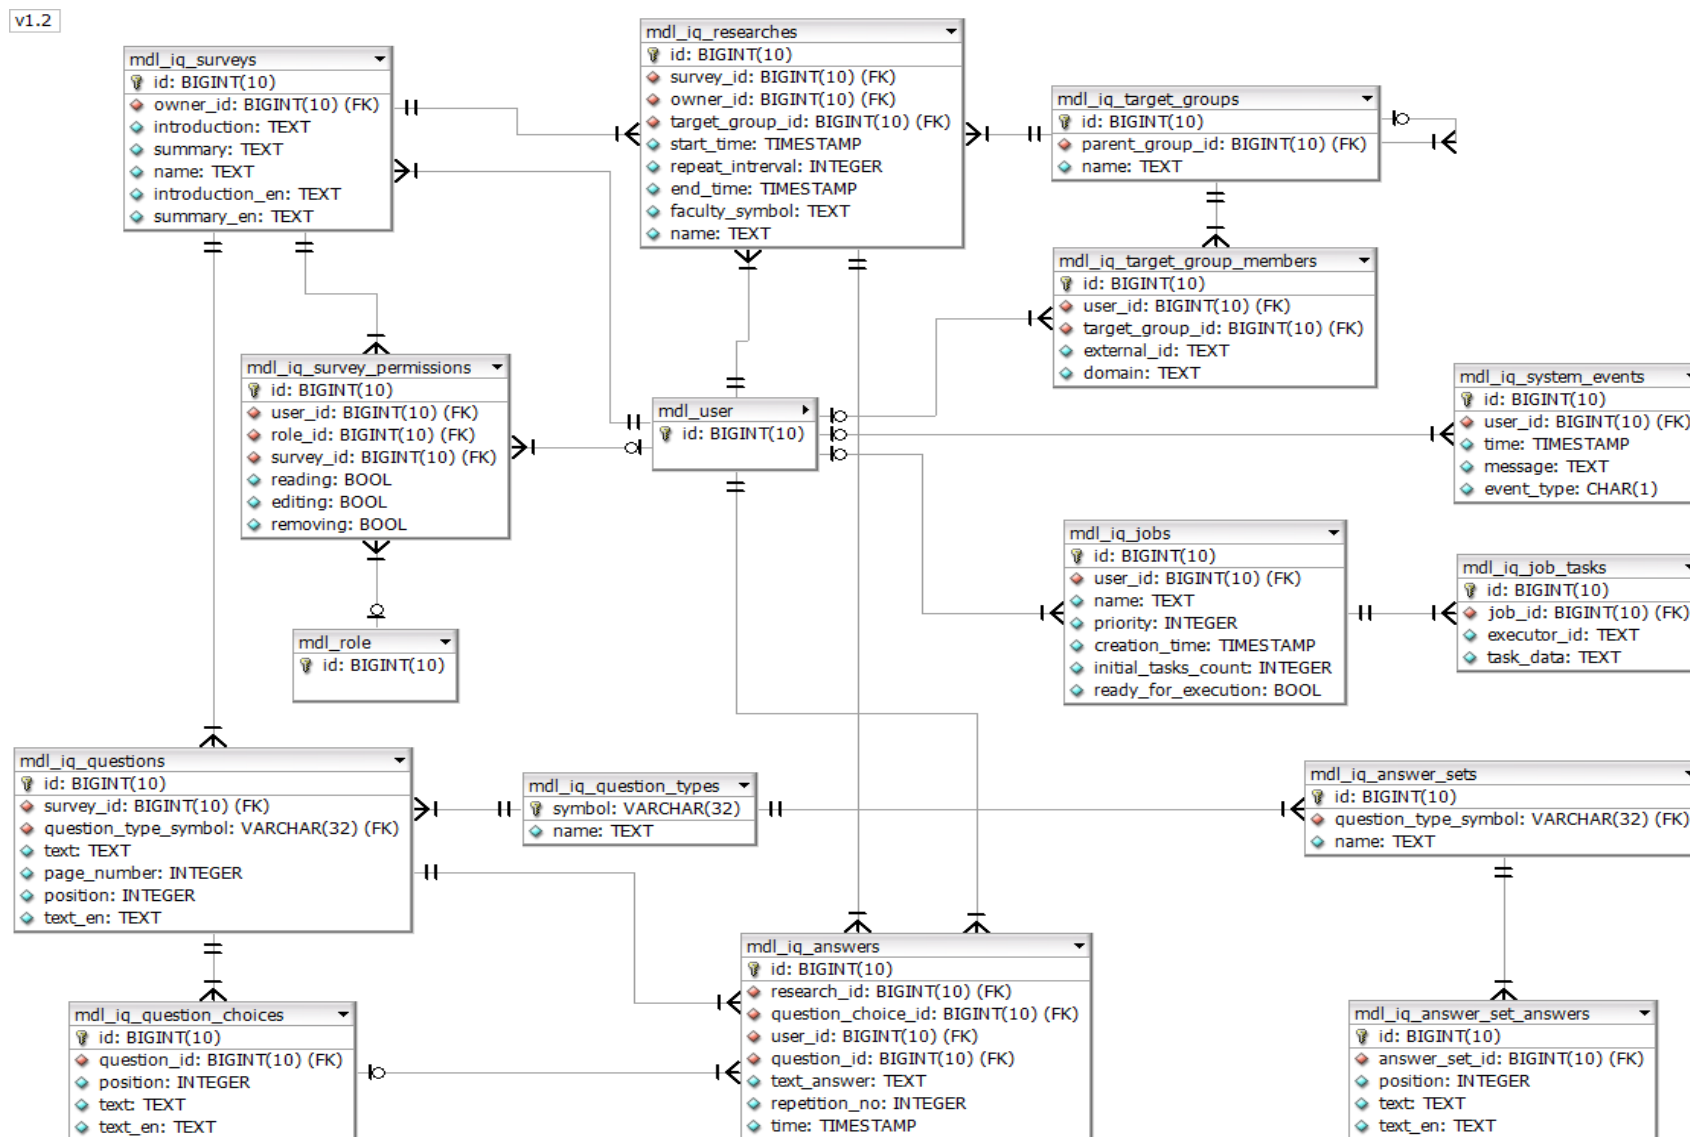 v1.2
mdl_iq_surveys
id: BIGINT(10)
owner_id: BIGINT(10) (FK)
introduction: TEXT
summary: TEXT
name: TEXT
introduction_en: TEXT
summary_en: TEXT
mdl_iq_researches
id: BIGINT(10)
survey_id: BIGINT(10) (FK)
owner_id: BIGINT(10) (FK)
target_group_id: BIGINT(10) (FK)
start_time: TIMESTAMP
repeat_intrerval: INTEGER
end_time: TIMESTAMP
faculty_symbol: TEXT
name: TEXT
mdl_iq_target_groups
id: BIGINT(10)
parent_group_id: BIGINT(10) (FK)
name: TEXT
mdl_iq_target_group_members
id: BIGINT(10)
user_id: BIGINT(10) (FK)
target_group_id: BIGINT(10) (FK)
external_id: TEXT
domain: TEXT
mdl_iq_survey_permissions
id: BIGINT(10)
user_id: BIGINT(10) (FK)
role_id: BIGINT(10) (FK)
survey_id: BIGINT(10) (FK)
reading: BOOL
editing: BOOL
removing: BOOL
mdl_user
id: BIGINT(10)
mdl_iq_system_events
id: BIGINT(10)
user_id: BIGINT(10) (FK)
time: TIMESTAMP
message: TEXT
event_type: CHAR(1)
mdl_iq_jobs
id: BIGINT(10)
user_id: BIGINT(10) (FK)
name: TEXT
priority: INTEGER
creation_time: TIMESTAMP
initial_tasks_count: INTEGER
ready_for_execution: BOOL
mdl_iq_job_tasks
id: BIGINT(10)
job_id: BIGINT(10) (FK)
executor_id: TEXT
task_data: TEXT
mdl_role
id: BIGINT(10)
mdl_iq_questions
id: BIGINT(10)
survey_id: BIGINT(10) (FK)
question_type_symbol: VARCHAR(32) (FK)
text: TEXT
page_number: INTEGER
position: INTEGER
text_en: TEXT
mdl_iq_question_types
symbol: VARCHAR(32)
name: TEXT
mdl_iq_answer_sets
id: BIGINT(10)
question_type_symbol: VARCHAR(32) (FK)
name: TEXT
mdl_iq_question_choices
id: BIGINT(10)
question_id: BIGINT(10) (FK)
position: INTEGER
text: TEXT
text_en: TEXT
mdl_iq_answers
id: BIGINT(10)
research_id: BIGINT(10) (FK)
question_choice_id: BIGINT(10) (FK)
user_id: BIGINT(10) (FK)
question_id: BIGINT(10) (FK)
text_answer: TEXT
repetition_no: INTEGER
time: TIMESTAMP
mdl_iq_answer_set_answers
id: BIGINT(10)
answer_set_id: BIGINT(10) (FK)
position: INTEGER
text: TEXT
text_en: TEXT